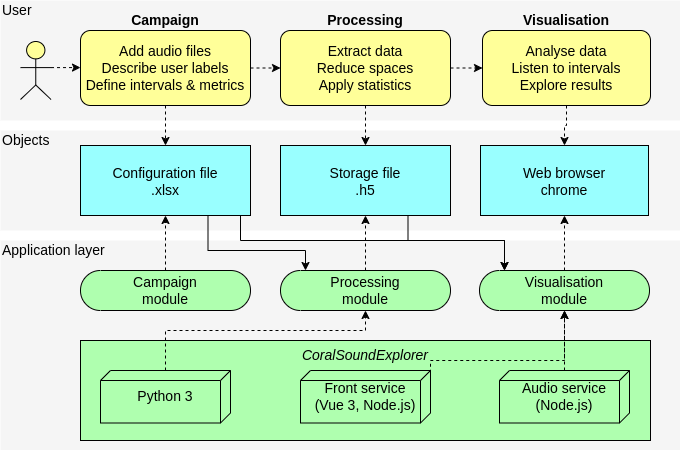 User
Campaign
Processing
Visualisation
Add audio files
Describe user labels
Define intervals & metrics
Extract data
Reduce spaces
Apply statistics
Analyse data
Listen to intervals
Explore results
Objects
Configuration file
.xlsx
Storage file
.h5
Web browser
chrome
Application layer
Campaign
module
Processing
module
Visualisation
module
CoralSoundExplorer
Python 3
Front service
(Vue 3, Node.js)
Audio service
(Node.js)